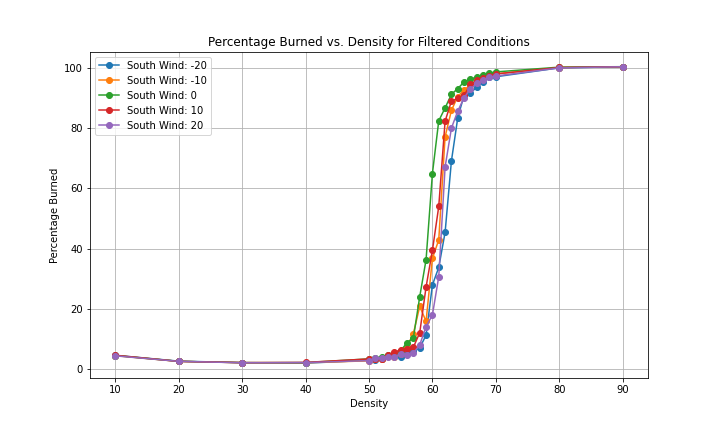 Percentage Burned vs. Density for Filtered Conditions
South Wind: -20
South Wind: -10
South Wind: 0
South Wind: 10
South Wind: 20
Percentage Burned
100
80
60
40
20
0
10 20 30 40 50 60 70 80 90
Density